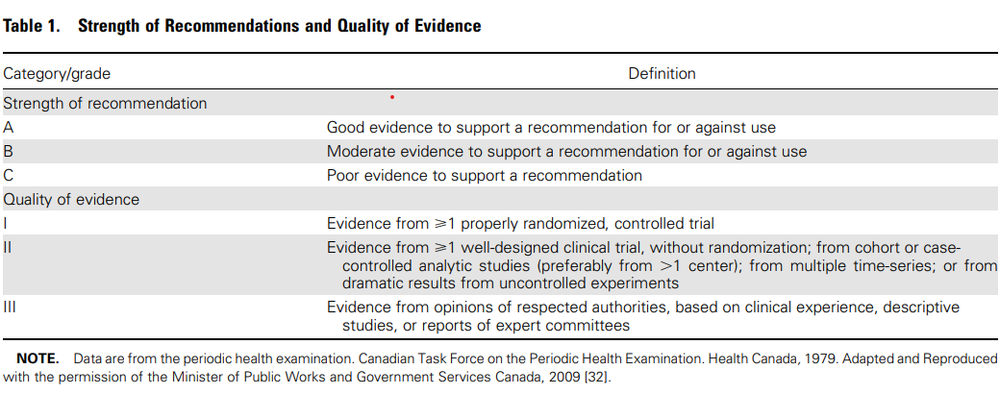 Table 1. Strength of Recommendations and Quality of Evidence
Category/grade Definition
Strength of recommendation
A Good evidence to support a recommendation for or against use
B Moderate evidence to support a recommendation for or against use
C Poor evidence to support a recommendation
Quality of evidence
I Evidence from ⩾1 properly randomized, controlled trial
II Evidence from ⩾1 well-designed clinical trial, without randomization; from cohort or case-
controlled analytic studies (preferably from >1 center); from multiple time-series; or from
dramatic results from uncontrolled experiments
III Evidence from opinions of respected authorities, based on clinical experience, descriptive
studies, or reports of expert committees
NOTE. Data are from the periodic health examination. Canadian Task Force on the Periodic Health Examination. Health Canada, 1979. Adapted and Reproduced
with the permission of the Minister of Public Works and Government Services Canada, 2009 [32].